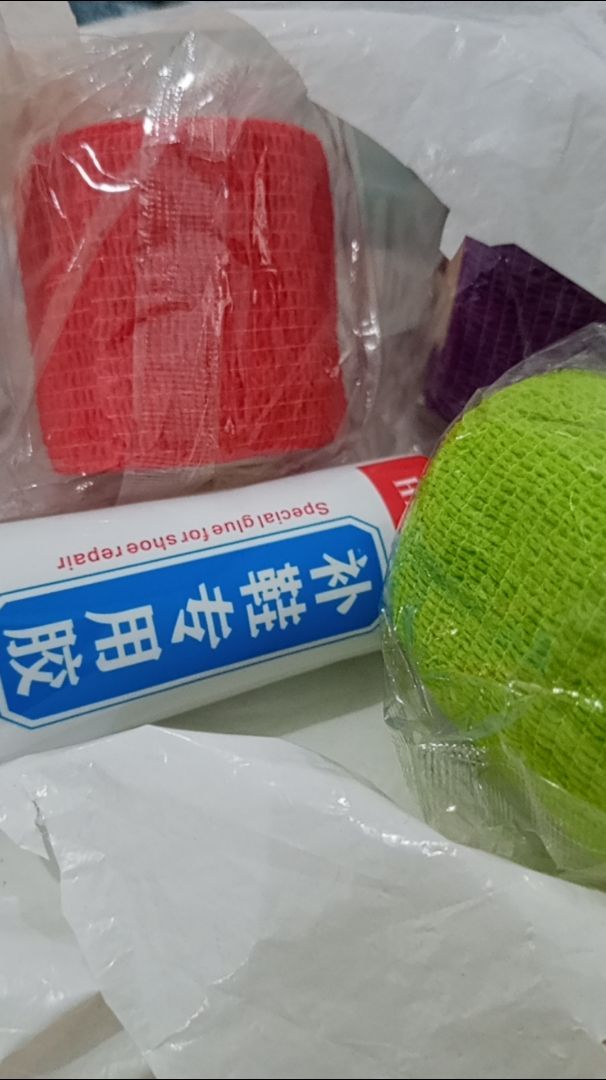 Special glue for shoe repair
补鞋专用胶